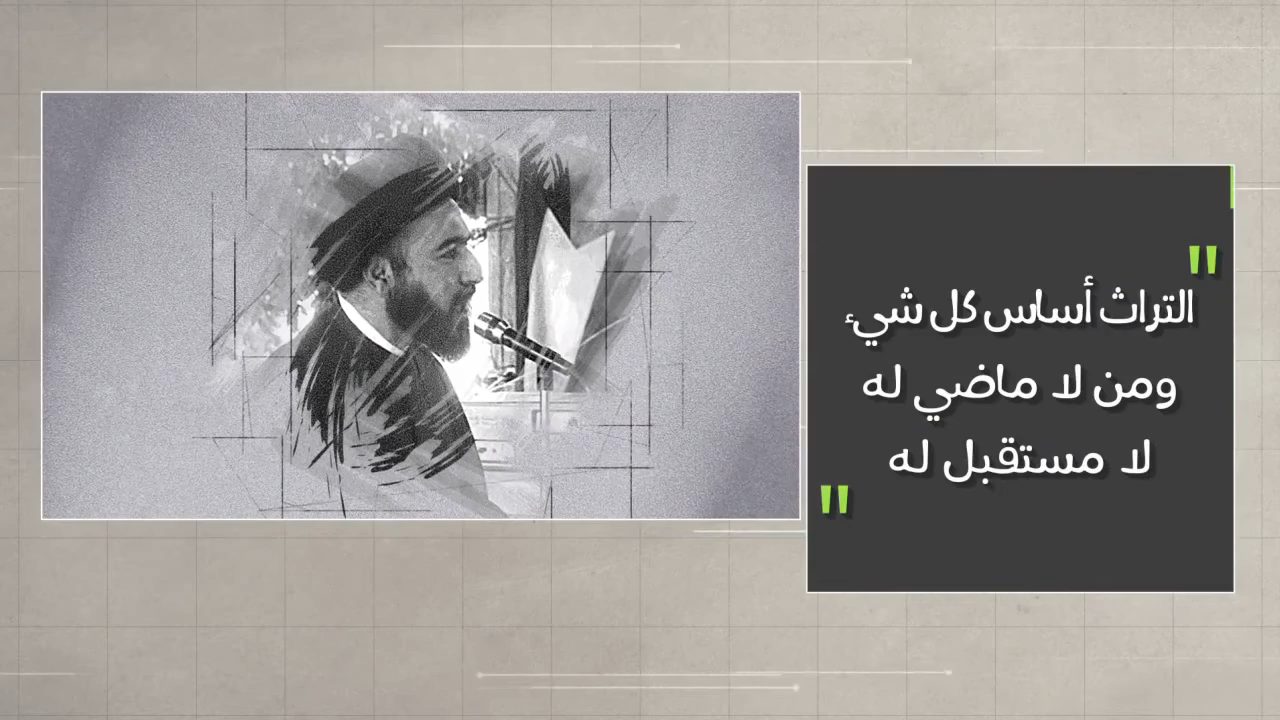 "التراث أساس كل شيء
ومن لا ماضي له
لا مستقبل له"